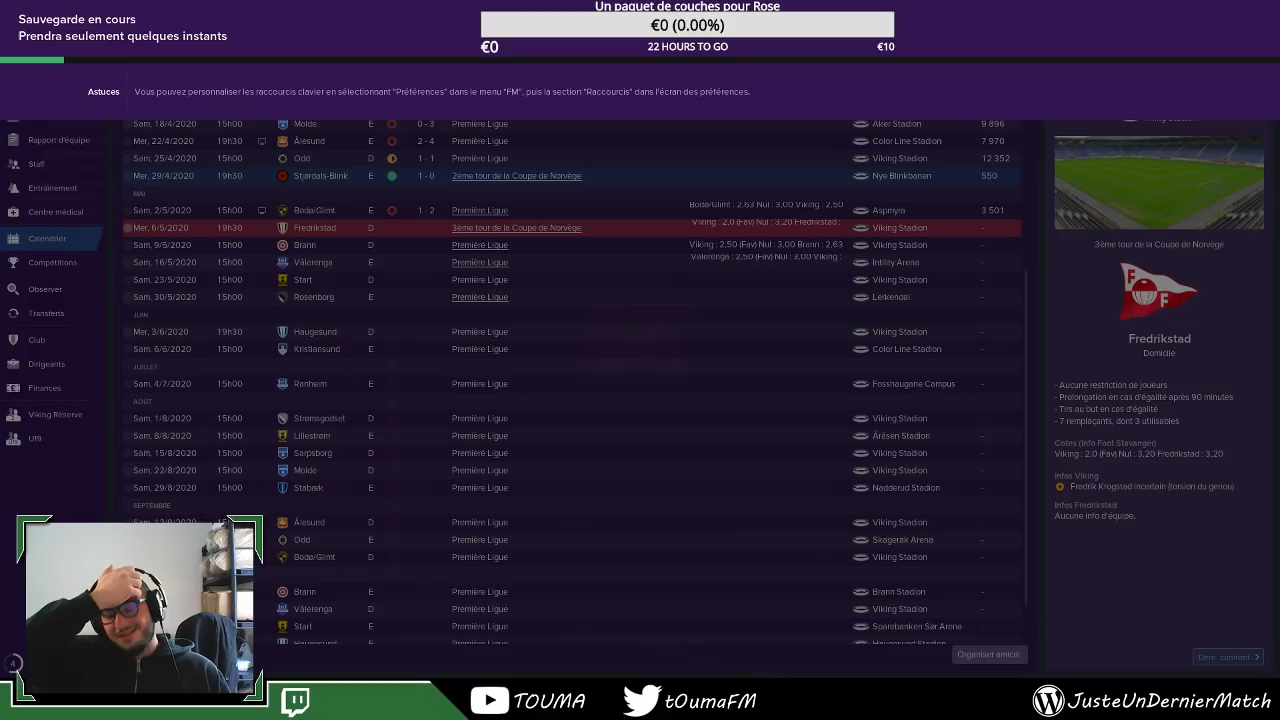 Sauvegarde en cours
Prendra seulement quelques instants
Un paquet de couches pour Rose
€0 (0.00%)
€0 22 HOURS TO GO €10
Astuces Vous pouvez personnaliser les raccourcis clavier en sélectionnant "Préférences" dans le menu "FM", puis la section "Raccourcis" dans l'écran des préférences.
Rapport d'équipe
Staff
Entraînement
Centre médical
Calendrier
Compétitions
Observer
Transferts
Club
Dirigeants
Finances
Viking Réserve
U19
Sam, 18/4/2020 15h00 Molde E 0 - 3 Première Ligue Aker Stadion 9 896
Mer, 22/4/2020 19h30 Ålesund E 2 - 4 Première Ligue Color Line Stadion 7 970
Sam, 25/4/2020 15h00 Odd D 1 - 1 Première Ligue Viking Stadion 12 352
Mer, 29/4/2020 19h30 Stjørdals-Blink E 1 - 0 2ème tour de la Coupe de Norvège Nye Blinkbanen 550
MAI
Sam, 2/5/2020 15h00 Bodø/Glimt E 1 - 2 Première Ligue Bodø/Glimt : 2,63 Nul : 3,00 Viking : 2,50 Aspmyra 3 501
Mer, 6/5/2020 19h30 Fredrikstad D 3ème tour de la Coupe de Norvège Viking : 2,0 (Fav) Nul : 3,20 Fredrikstad : Viking Stadion -
Sam, 9/5/2020 15h00 Brann D Première Ligue Viking : 2,50 (Fav) Nul : 3,00 Brann : 2,63 Viking Stadion -
Sam, 16/5/2020 15h00 Vålerenga E Première Ligue Vålerenga : 2,50 (Fav) Nul : 3,00 Viking : Intility Arena -
Sam, 23/5/2020 15h00 Start D Première Ligue Viking Stadion -
Sam, 30/5/2020 15h00 Rosenborg E Première Ligue Lerkendal -
JUIN
Mer, 3/6/2020 19h30 Haugesund D Première Ligue Viking Stadion -
Sam, 6/6/2020 15h00 Kristiansund E Première Ligue Color Line Stadion -
JUILLET
Sam, 4/7/2020 15h00 Ranheim E Première Ligue Fosshaugane Campus -
AOÛT
Sam, 1/8/2020 15h00 Strømsgodset D Première Ligue Viking Stadion -
Sam, 8/8/2020 15h00 Lillestrøm E Première Ligue Åråsen Stadion -
Sam, 15/8/2020 15h00 Sarpsborg D Première Ligue Viking Stadion -
Sam, 22/8/2020 15h00 Molde D Première Ligue Viking Stadion -
Sam, 29/8/2020 15h00 Stabæk E Première Ligue Nadderud Stadion -
SEPTEMBRE
Ålesund D Première Ligue Viking Stadion -
Odd E Première Ligue Skagerak Arena -
Bodø/Glimt D Première Ligue Viking Stadion -
Brann E Première Ligue Brann Stadion -
Vålerenga D Première Ligue Viking Stadion -
Start E Première Ligue Sparebanken Sør Arena -
Haugesund E Première Ligue Haugesund Stadion -
Organiser amical
3ème tour de la Coupe de Norvège
Fredrikstad
Domicile
- Aucune restriction de joueurs
- Prolongation en cas d'égalité après 90 minutes
- Tirs au but en cas d'égalité
- 7 remplaçants, dont 3 utilisables
Cotes (Info Foot Stavanger)
Viking : 2,0 (Fav) Nul : 3,20 Fredrikstad : 3,20
Infos Viking
Fredrik Krogstad incertain (torsion du genou)
Infos Fredrikstad
Aucune info d'équipe.
Dern. confront.
TOUMA tOumaFM JusteUnDernierMatch